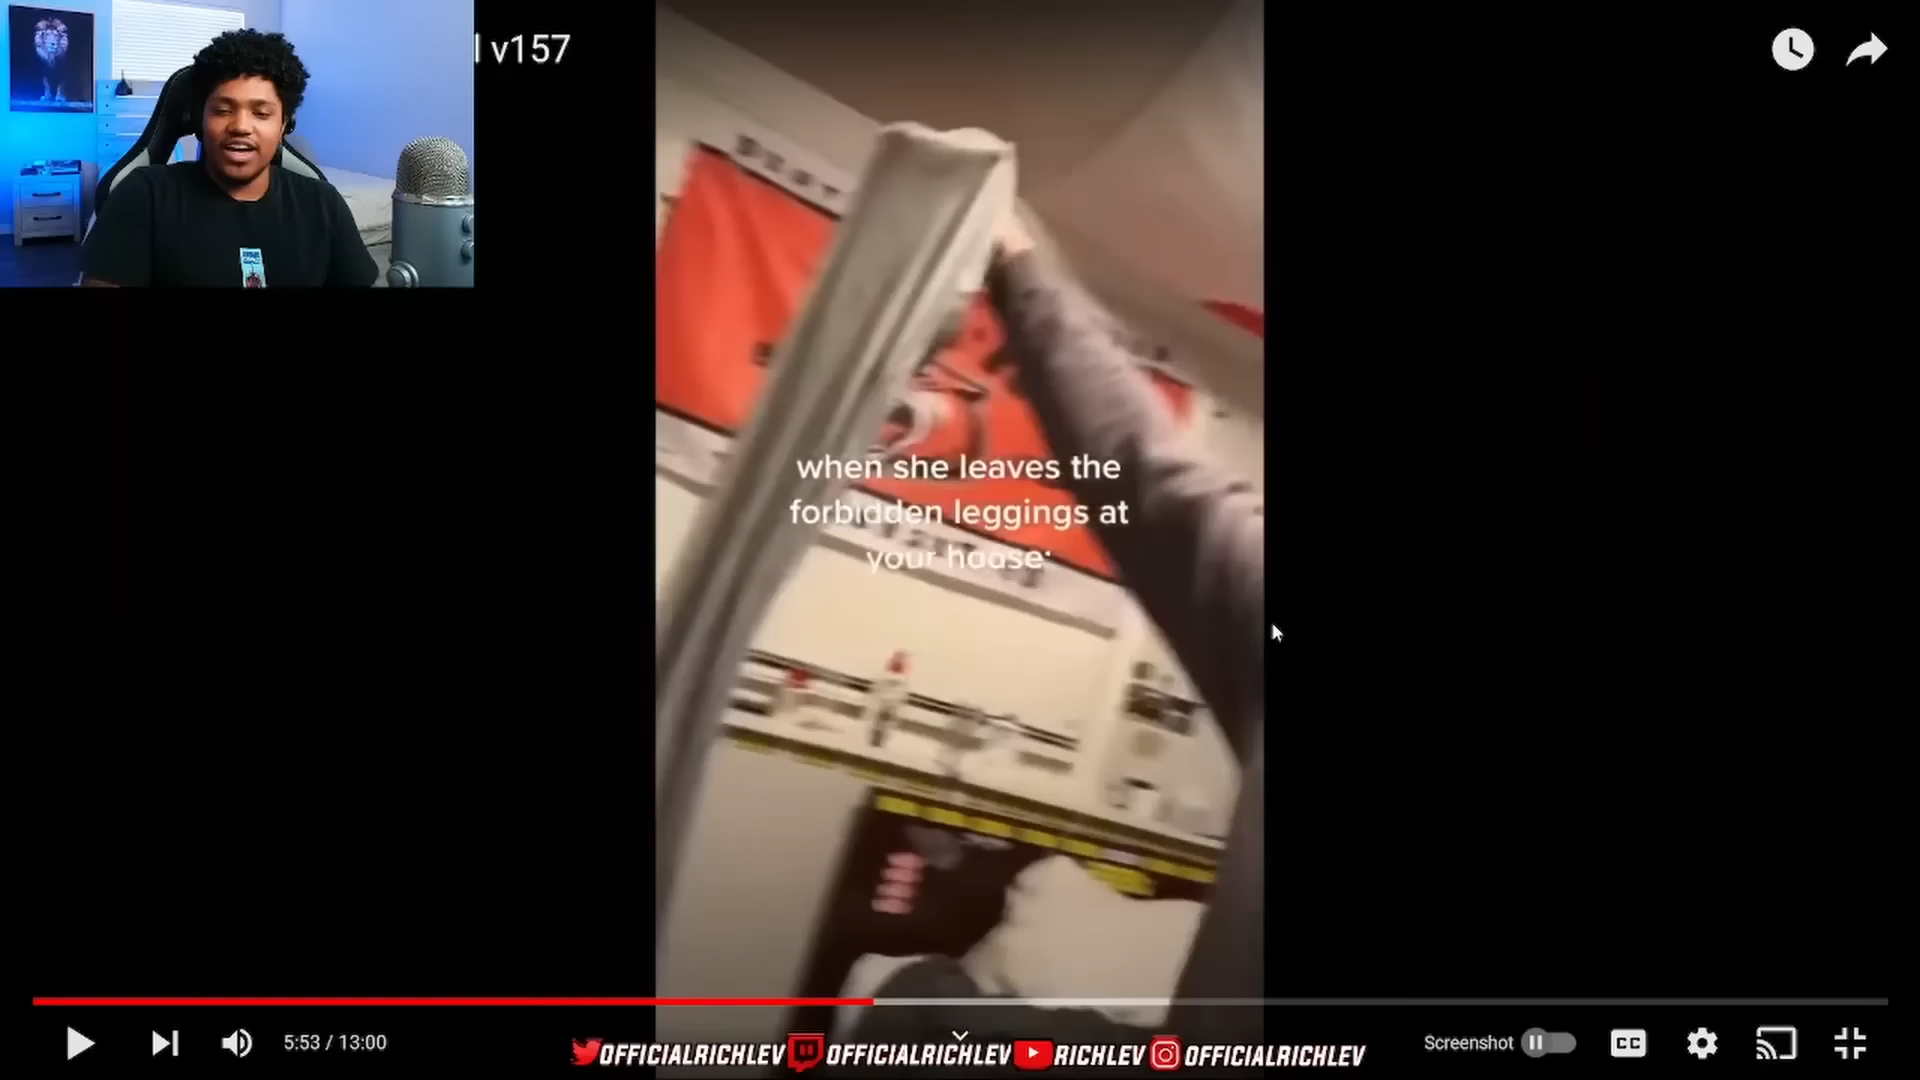 v157
when she leaves the
forbidden leggings at
your house:
5:53 / 13:00
OFFICIALRICHLEV OFFICIALRICHLEV RICHLEV OFFICIALRICHLEV
Screenshot
CC